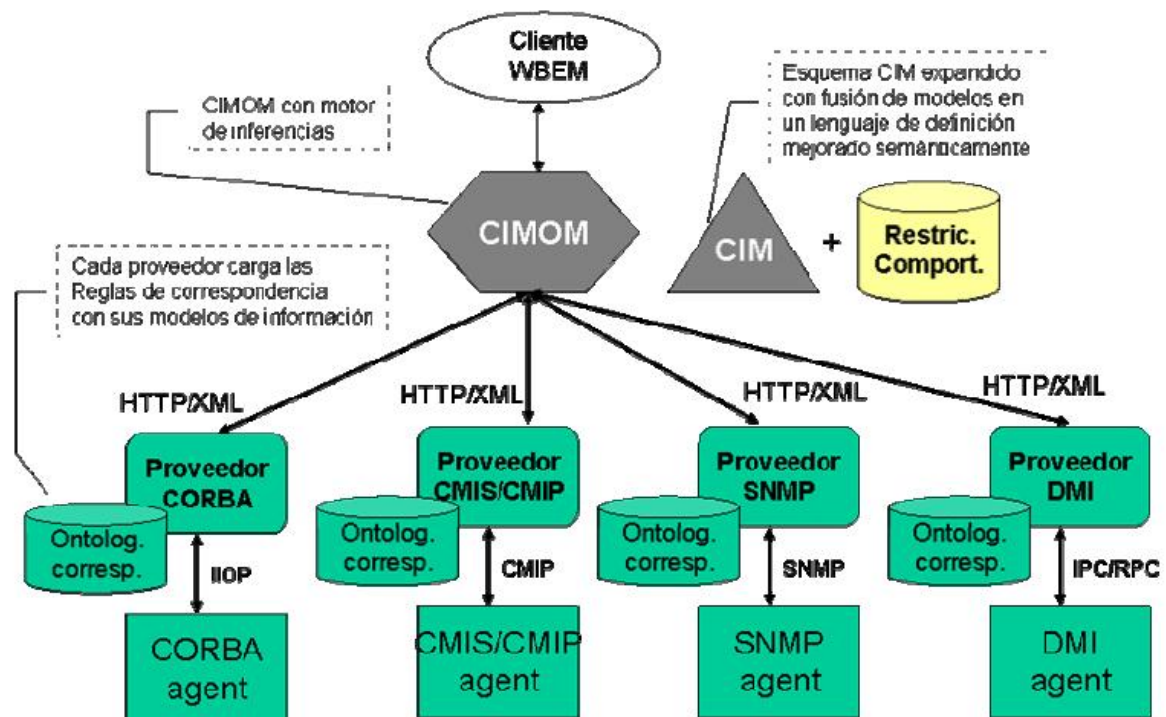 Cliente
WBEM
CIMOM con motor
de inferencias
Esquema CIM expandido
con fusión de modelos en
un lenguaje de definición
mejorado semánticamente
CIMOM
CIM
+
Restric.
Comport.
Cada proveedor carga las
Reglas de correspondencia
con sus modelos de información
HTTP/XML
HTTP/XML
HTTP/XML
HTTP/XML
Proveedor
CORBA
Proveedor
CMIS/CMIP
Proveedor
SNMP
Proveedor
DMI
Ontolog.
corresp.
Ontolog.
corresp.
Ontolog.
corresp.
Ontolog.
corresp.
IIOP
CMIP
SNMP
IPC/RPC
CORBA
agent
CMIS/CMIP
agent
SNMP
agent
DMI
agent